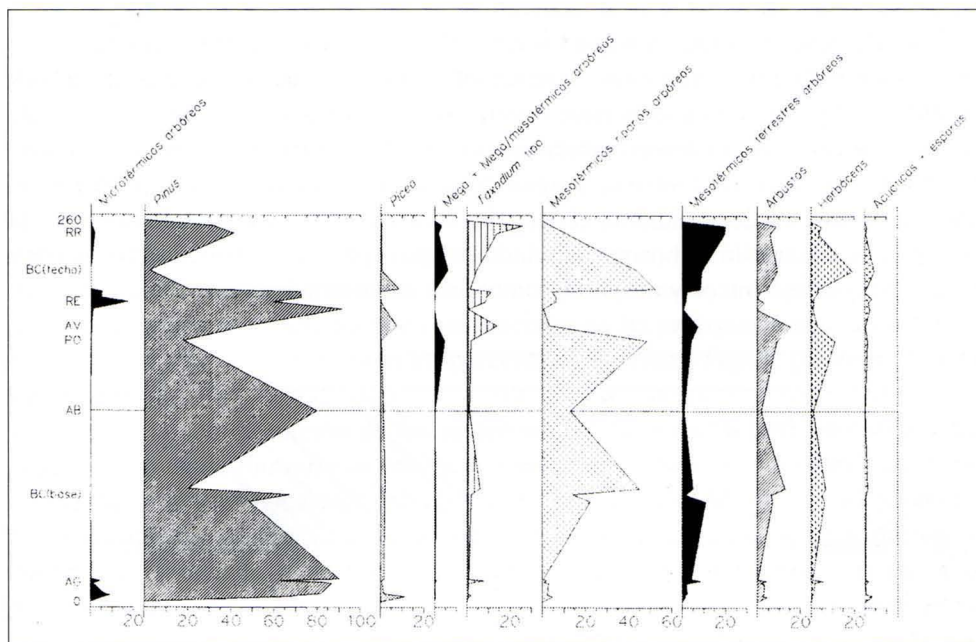 Microtérmicos arbóreos
Pinus
Picea
Mega + Mega/mesotérmicos arbóreos
Taxodium tipo
Mesotérmicos riparios arbóreos
Mesotérmicos terrestres arbóreos
Arbustos
Herbáceas
Acuáticas + esporas
260
RR
BC(techo)
RE
AV
PO
AB
BC(base)
AG
0
20 20 40 60 80 100 20 20 20 20 40 60 20 20 20 20